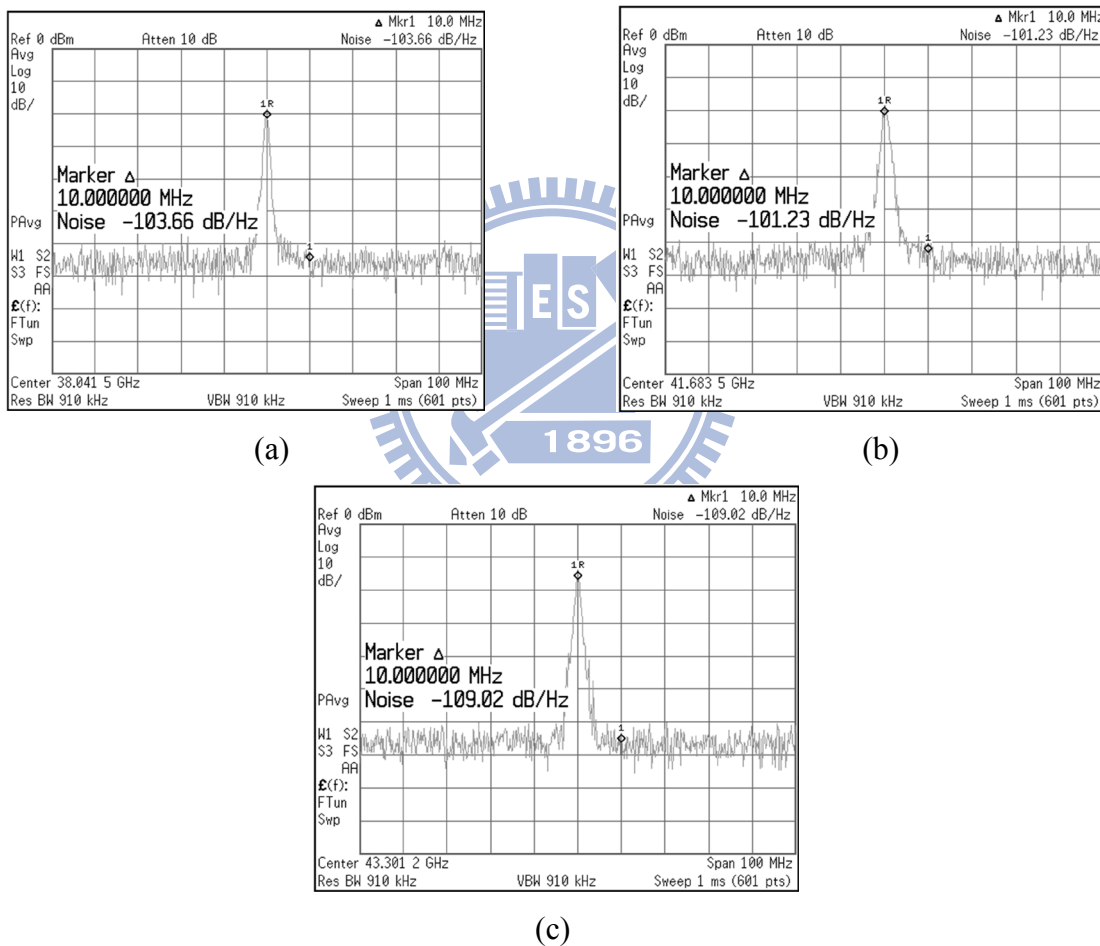 Δ Mkr1 10.0 MHz
Ref 0 dBm Atten 10 dB Noise -103.66 dB/Hz
Avg
Log
10
dB/
1R
Marker Δ
10.000000 MHz
Noise -103.66 dB/Hz
PAvg
1
W1 S2
S3 FS
AA
£(f):
FTun
Swp
Center 38.041 5 GHz Span 100 MHz
Res BW 910 kHz VBW 910 kHz Sweep 1 ms (601 pts)
(a)
Δ Mkr1 10.0 MHz
Ref 0 dBm Atten 10 dB Noise -101.23 dB/Hz
Avg
Log
10
dB/
1R
Marker Δ
10.000000 MHz
Noise -101.23 dB/Hz
PAvg
1
W1 S2
S3 FS
AA
£(f):
FTun
Swp
Center 41.683 5 GHz Span 100 MHz
Res BW 910 kHz VBW 910 kHz Sweep 1 ms (601 pts)
(b)
ES
1896
Δ Mkr1 10.0 MHz
Ref 0 dBm Atten 10 dB Noise -109.02 dB/Hz
Avg
Log
10
dB/
1R
Marker Δ
10.000000 MHz
Noise -109.02 dB/Hz
PAvg
1
W1 S2
S3 FS
AA
£(f):
FTun
Swp
Center 43.301 2 GHz Span 100 MHz
Res BW 910 kHz VBW 910 kHz Sweep 1 ms (601 pts)
(c)